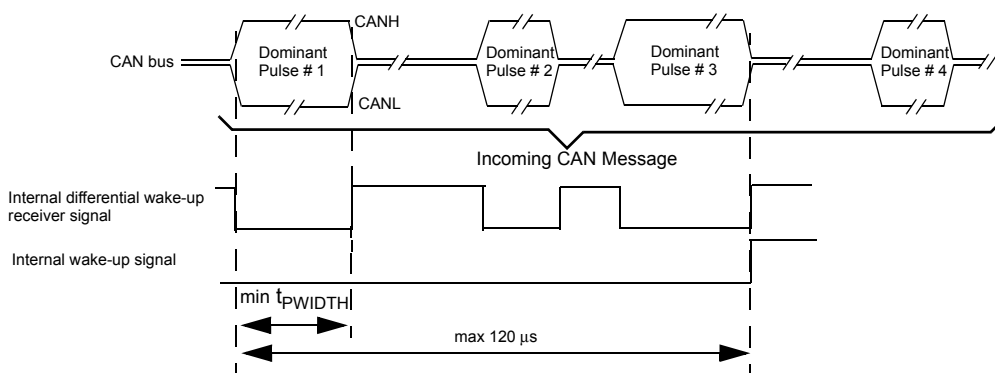 CANH
CAN bus
Dominant
Pulse # 1
Dominant
Pulse # 2
Dominant
Pulse # 3
Dominant
Pulse # 4
CANL
Incoming CAN Message
Internal differential wake-up
receiver signal
Internal wake-up signal
min tPWIDTH
max 120 μs